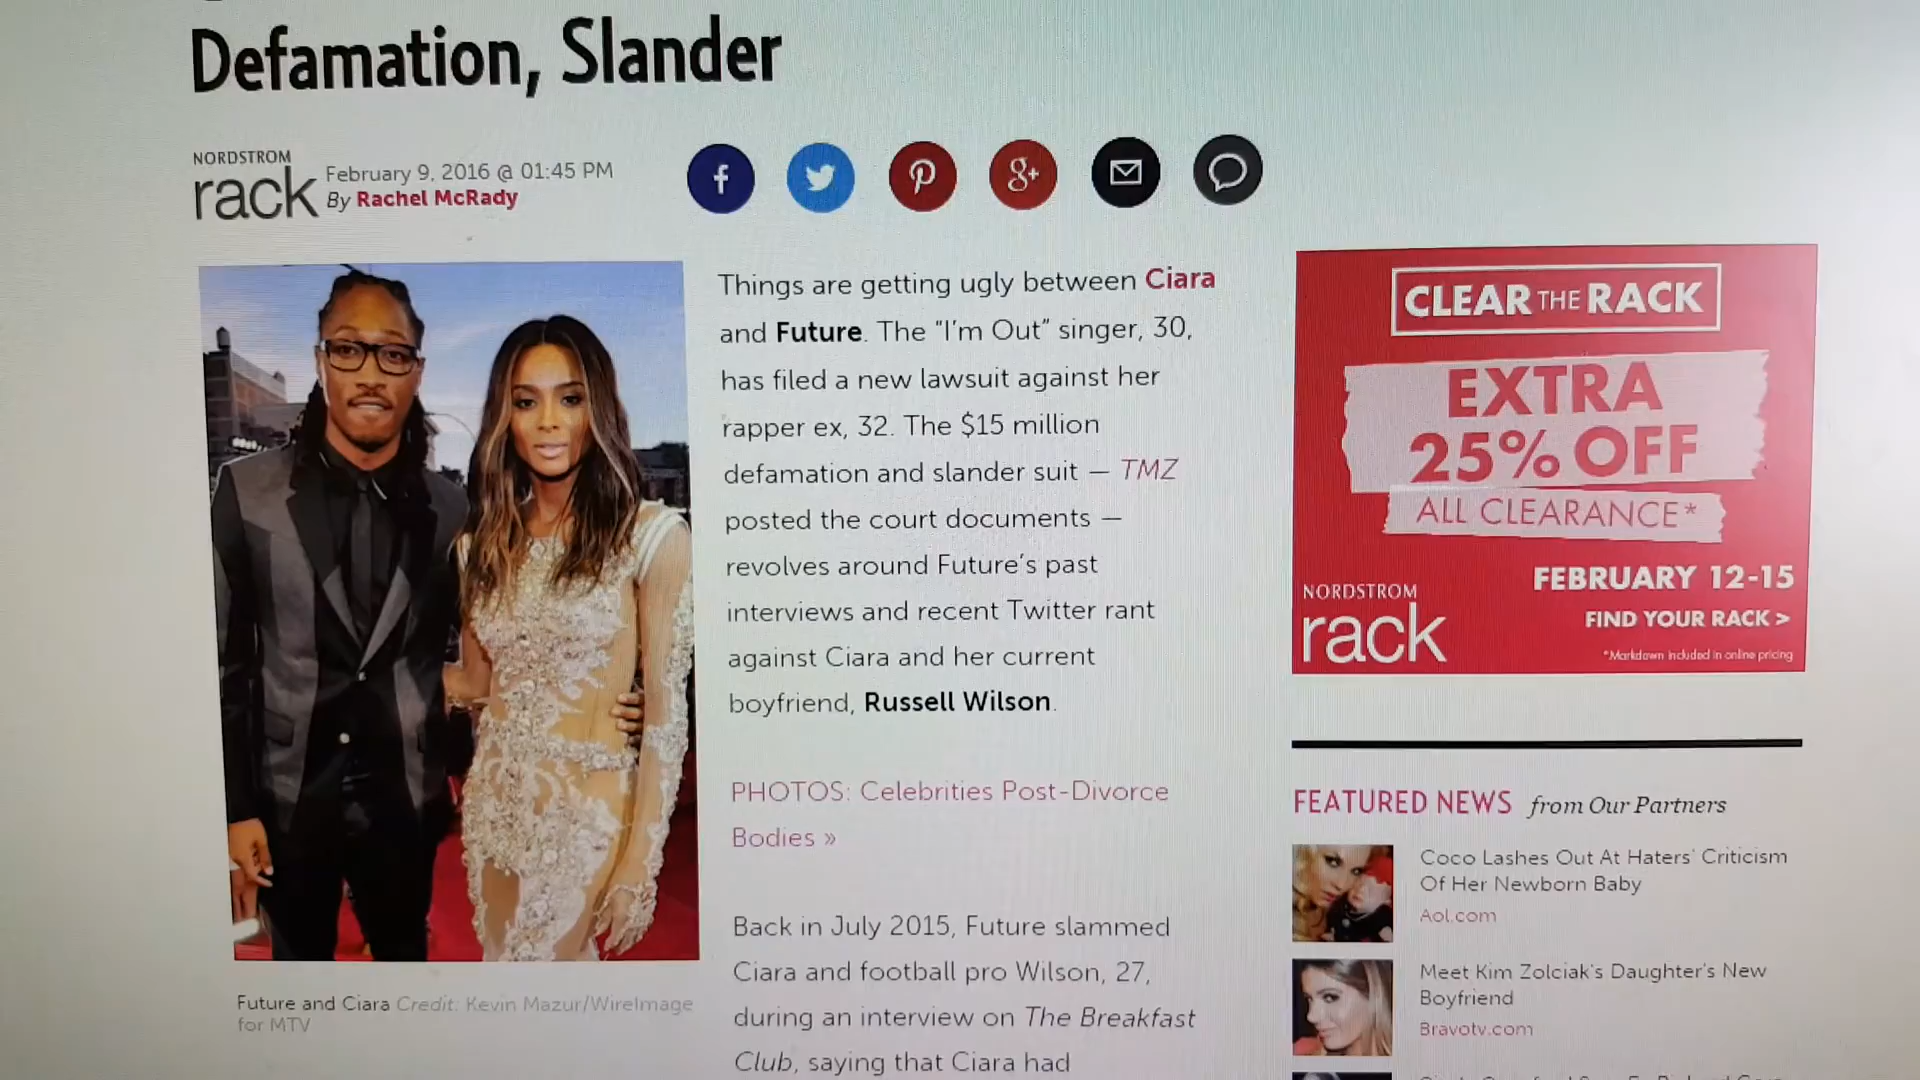 Defamation, Slander
NORDSTROM
rack
February 9, 2016 @ 01:45 PM
By Rachel McRady
f
g+
Things are getting ugly between Ciara
and Future. The “I’m Out” singer, 30,
has filed a new lawsuit against her
rapper ex, 32. The $15 million
defamation and slander suit — TMZ
posted the court documents —
revolves around Future’s past
interviews and recent Twitter rant
against Ciara and her current
boyfriend, Russell Wilson.
PHOTOS: Celebrities Post-Divorce
Bodies »
Back in July 2015, Future slammed
Ciara and football pro Wilson, 27,
during an interview on The Breakfast
Club, saying that Ciara had
Future and Ciara Credit: Kevin Mazur/WireImage
for MTV
CLEAR THE RACK
EXTRA
25% OFF
ALL CLEARANCE*
FEBRUARY 12-15
FIND YOUR RACK >
*Markdown included in online pricing
NORDSTROM
rack
FEATURED NEWS from Our Partners
Coco Lashes Out At Haters' Criticism
Of Her Newborn Baby
Aol.com
Meet Kim Zolciak's Daughter's New
Boyfriend
Bravotv.com